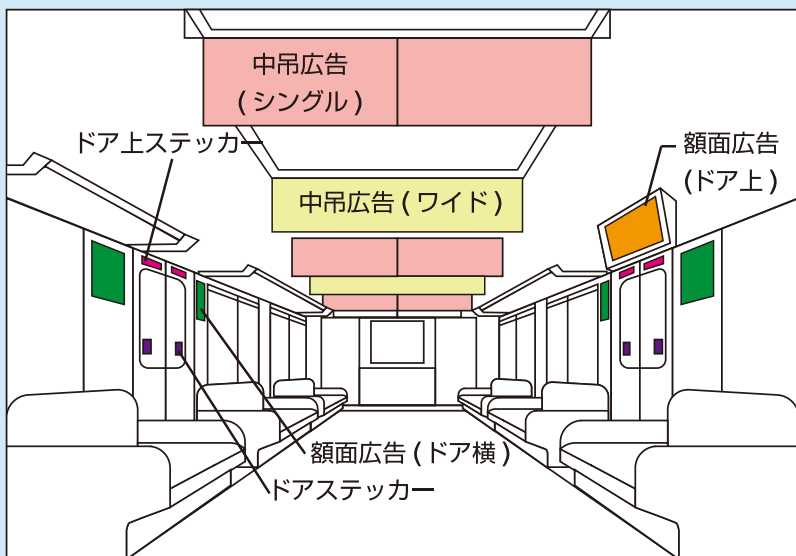 中吊広告
(シングル)
ドア上ステッカー
額面広告
(ドア上)
中吊広告(ワイド)
額面広告(ドア横)
ドアステッカー